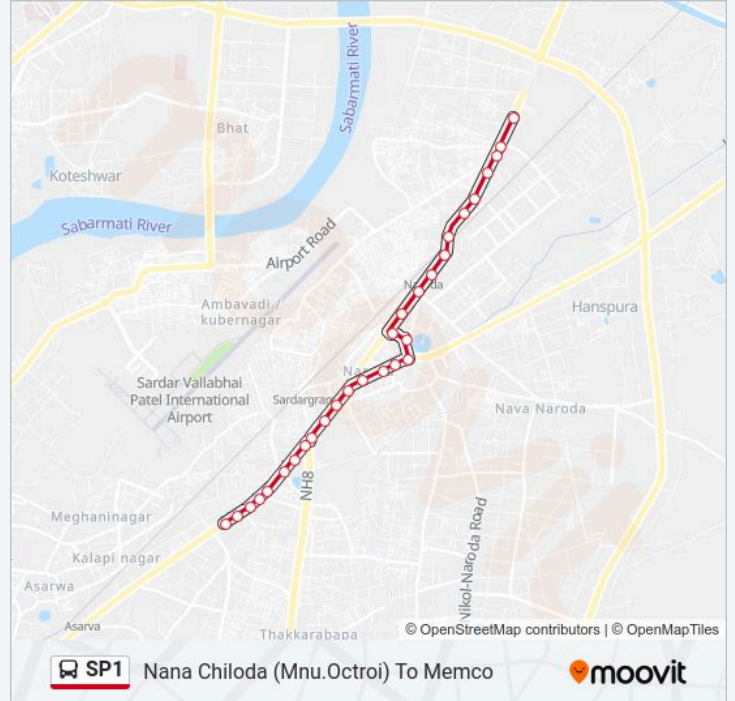 Sabarmati River
Bhat
Koteshwar
Sabarmati River
Airport Road
Ambavadi /
kubernagar
Hanspura
Sardar Vallabhai
Patel International
Airport
Nava Naroda
NH8
Meghaninagar
Kalapi nagar
Nikol-Naroda Road
Asarwa
Asarva
Thakkarabapa
© OpenStreetMap contributors | © OpenMapTiles
SP1 Nana Chiloda (Mnu.Octroi) To Memco
moovit